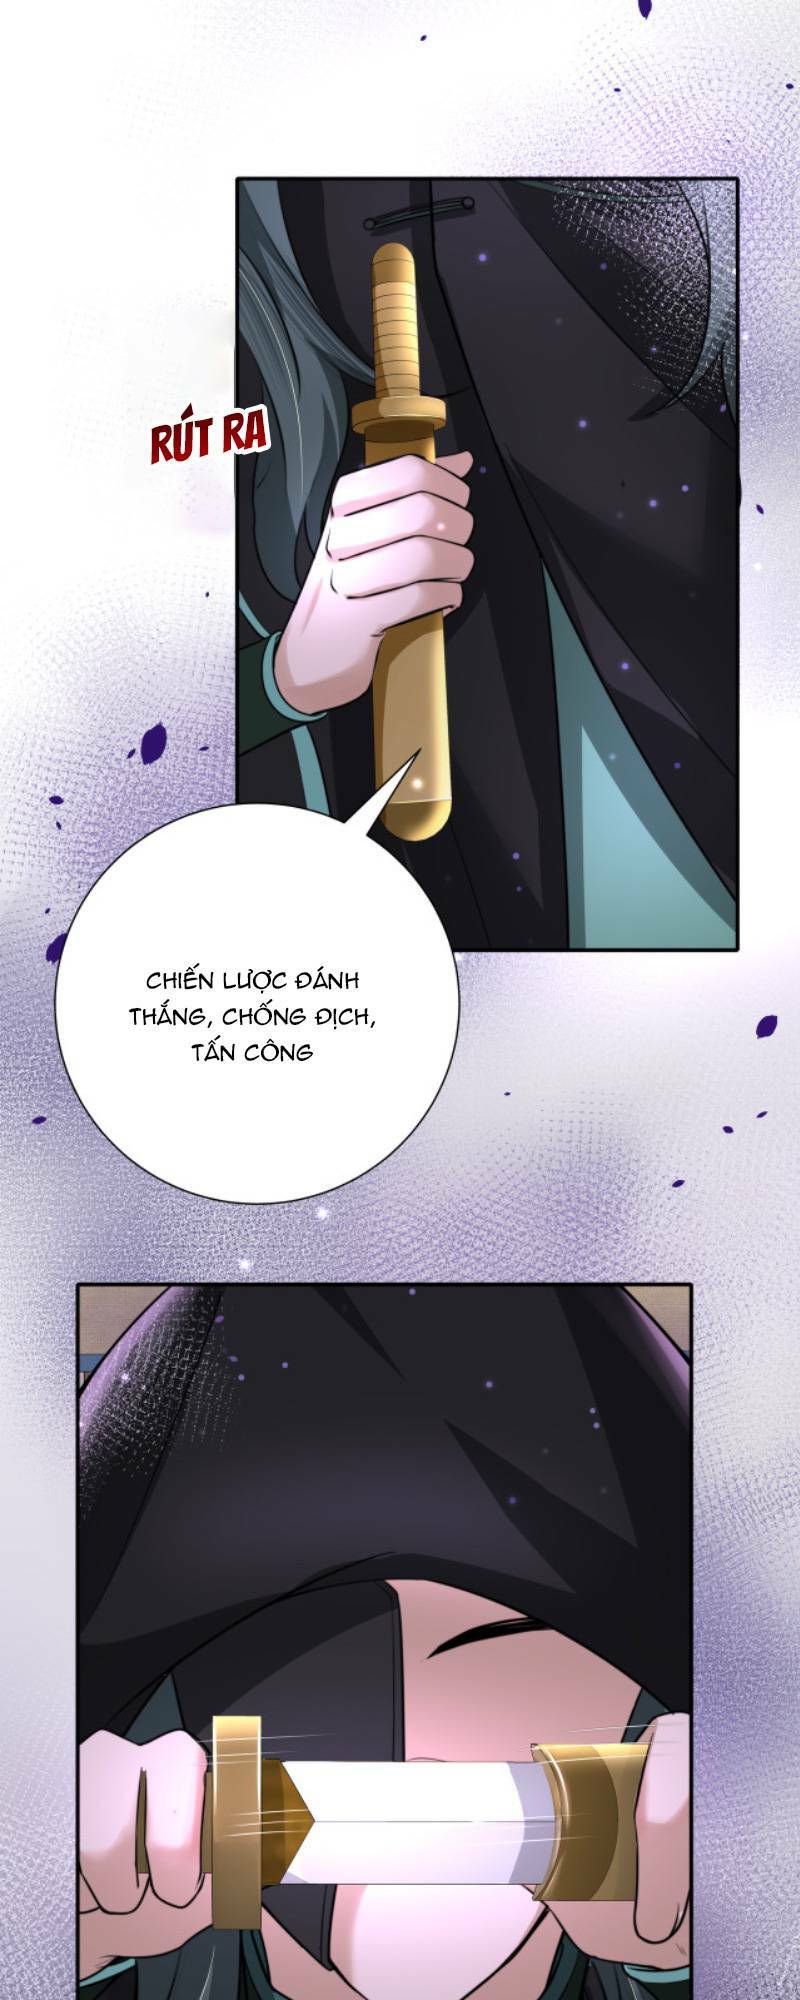 RÚT RA
CHIẾN LƯỢC ĐÁNH
THẮNG, CHỐNG ĐỊCH,
TẤN CÔNG